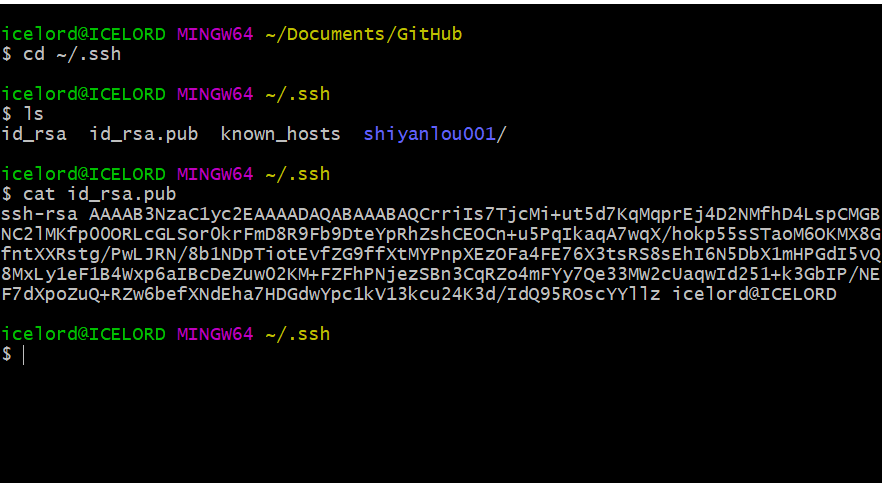 icelord@ICELORD MINGW64 ~/Documents/GitHub
$ cd ~/.ssh
icelord@ICELORD MINGW64 ~/.ssh
$ ls
id_rsa  id_rsa.pub  known_hosts  shiyanlou001/
icelord@ICELORD MINGW64 ~/.ssh
$ cat id_rsa.pub
ssh-rsa AAAAB3NzaC1yc2EAAAADAQABAAABAQCrriIs7TjcMi+ut5d7KqMqprEj4D2NMfhD4LspCMGB
NC2lMKfpOOORLcGLSor0krFmD8R9Fb9DteYpRhZshCEOCn+u5PqIkaqA7wqX/hokp55sSTaoM6OKMX8G
fntXXRstg/PwLJRN/8b1NDpTiotEvfZG9ffXtMYPnpXEzOFa4FE76X3tsRS8sEhI6N5DbX1mHPGdI5vQ
8MxLy1eF1B4Wxp6aIBcDeZuw02KM+FZFhPNjezSBn3CqRZo4mFYy7Qe33MW2cUaqwId251+k3GbIP/NE
F7dXpoZuQ+RZw6befXNdEha7HDGdwYpc1kV13kcu24K3d/IdQ95ROscYYllz icelord@ICELORD
icelord@ICELORD MINGW64 ~/.ssh
$